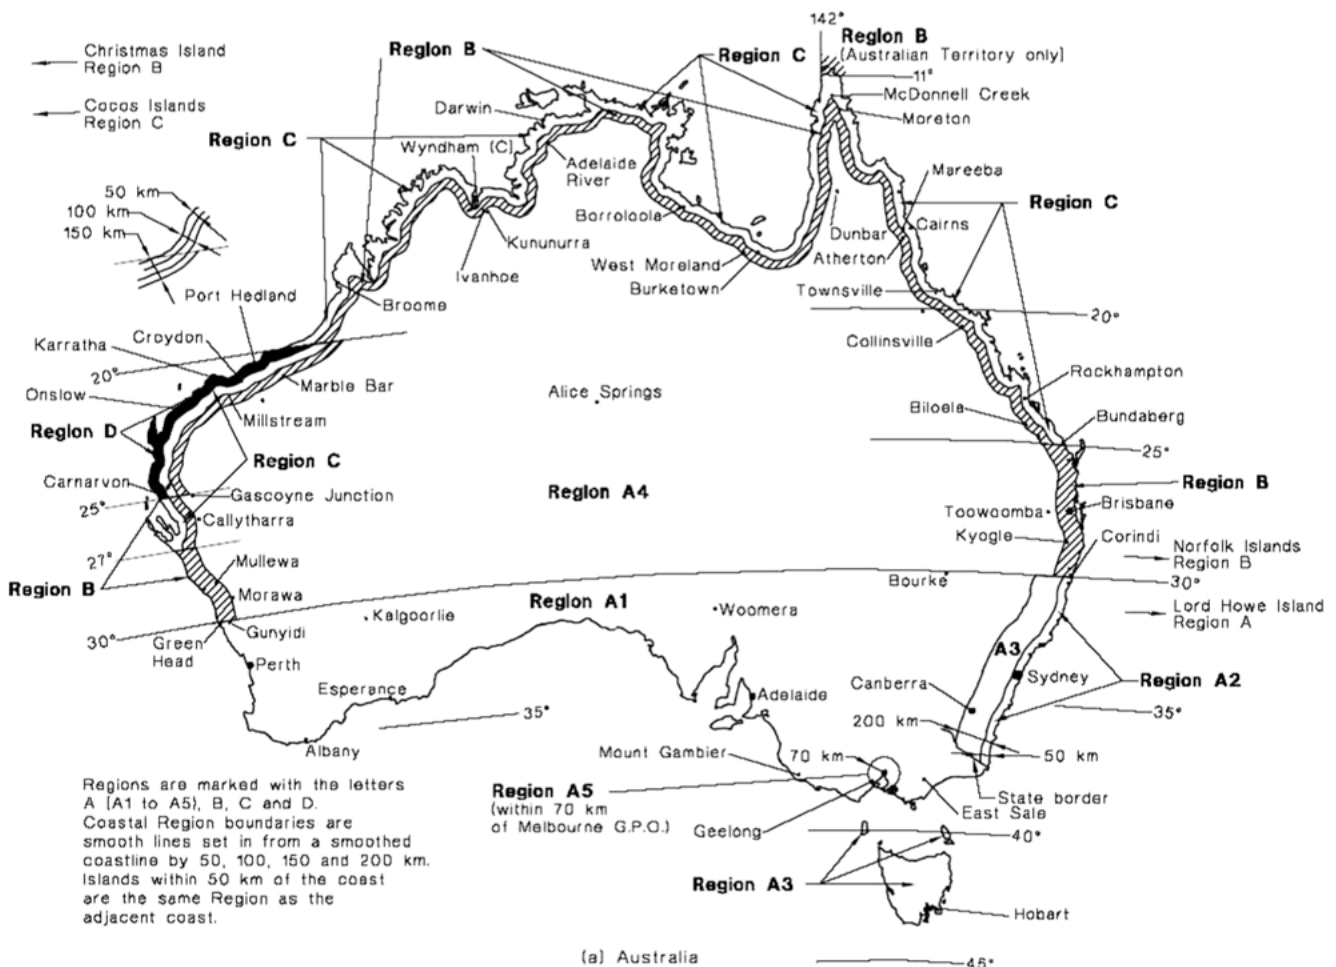 142°
Region B
(Australian Territory only)
11°
McDonnell Creek
Moreton
Christmas Island
Region B
Cocos Islands
Region C
Region B
Region C
Darwin
Region C
Wyndham (C)
Adelaide
River
Mareeba
50 km
100 km
150 km
Borroloola
Region C
Kununurra
Dunbar
Cairns
Atherton
Ivanhoe
West Moreland
Burketown
Townsville
Port Hedland
Broome
20°
Croydon
Karratha
Collinsville
20°
Marble Bar
Rockhampton
Onslow
Alice Springs
Millstream
Biloela
Bundaberg
Region D
25°
Region C
Carnarvon
Gascoyne Junction
Region A4
Region B
25°
Callytharra
Toowoomba
Brisbane
Kyogle
Corindi
27°
Mullewa
Norfolk Islands
Region B
Region B
Morawa
Bourke
30°
Region A1
Kalgoorlie
Woomera
Lord Howe Island
Region A
30°
Gunyidi
Green
Head
Perth
A3
Sydney
Region A2
Esperance
Adelaide
Canberra
35°
35°
200 km
Albany
Mount Gambier
70 km
50 km
Regions are marked with the letters
A (A1 to A5), B, C and D.
Coastal Region boundaries are
smooth lines set in from a smoothed
coastline by 50, 100, 150 and 200 km.
Islands within 50 km of the coast
are the same Region as the
adjacent coast.
Region A5
(within 70 km
of Melbourne G.P.O.)
State border
East Sale
Geelong
40°
Region A3
Hobart
(a) Australia
45°